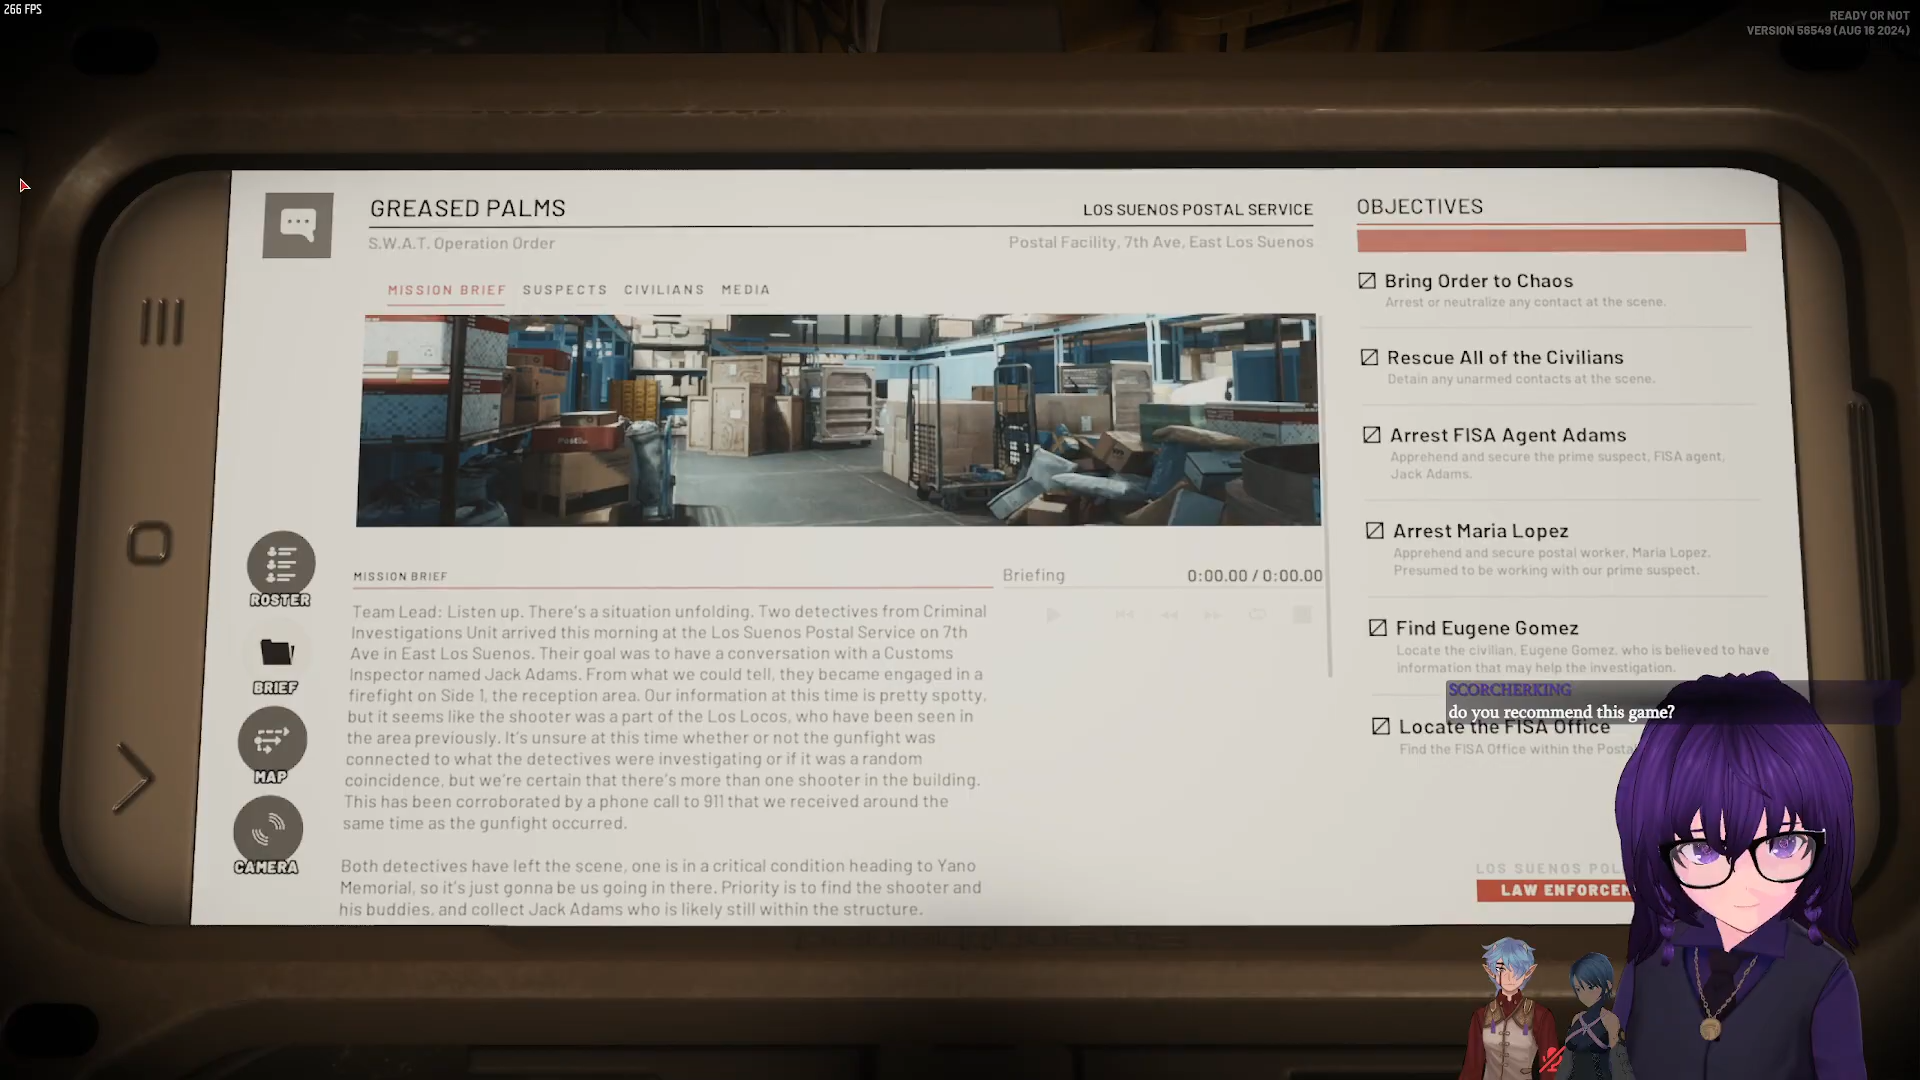 266 FPS
READY OR NOT
VERSION 56549 (AUG 16 2024)
GREASED PALMS
LOS SUENOS POSTAL SERVICE
S.W.A.T. Operation Order
Postal Facility, 7th Ave, East Los Suenos
MISSION BRIEF
SUSPECTS
CIVILIANS
MEDIA
MISSION BRIEF
Briefing
0:00.00 / 0:00.00
Team Lead: Listen up. There's a situation unfolding. Two detectives from Criminal
Investigations Unit arrived this morning at the Los Suenos Postal Service on 7th
Ave in East Los Suenos. Their goal was to have a conversation with a Customs
Inspector named Jack Adams. From what we could tell, they became engaged in a
firefight on Side 1, the reception area. Our information at this time is pretty spotty,
but it seems like the shooter was a part of the Los Locos, who have been seen in
the area previously. It's unsure at this time whether or not the gunfight was
connected to what the detectives were investigating or if it was a random
coincidence, but we're certain that there's more than one shooter in the building.
This has been corroborated by a phone call to 911 that we received around the
same time as the gunfight occurred.
Both detectives have left the scene, one is in a critical condition heading to Yano
Memorial, so it's just gonna be us going in there. Priority is to find the shooter and
his buddies, and collect Jack Adams who is likely still within the structure.
ROSTER
BRIEF
MAP
CAMERA
OBJECTIVES
Bring Order to Chaos
Arrest or neutralize any contact at the scene.
Rescue All of the Civilians
Detain any unarmed contacts at the scene.
Arrest FISA Agent Adams
Apprehend and secure the prime suspect, FISA agent,
Jack Adams.
Arrest Maria Lopez
Apprehend and secure postal worker, Maria Lopez.
Presumed to be working with our prime suspect.
Find Eugene Gomez
Locate the civilian, Eugene Gomez, who is believed to have
information that may help the investigation.
SCORCHERKING
do you recommend this game?
Locate the FISA Office
Find the FISA Office within the Posta
LOS SUENOS POL
LAW ENFORCEM